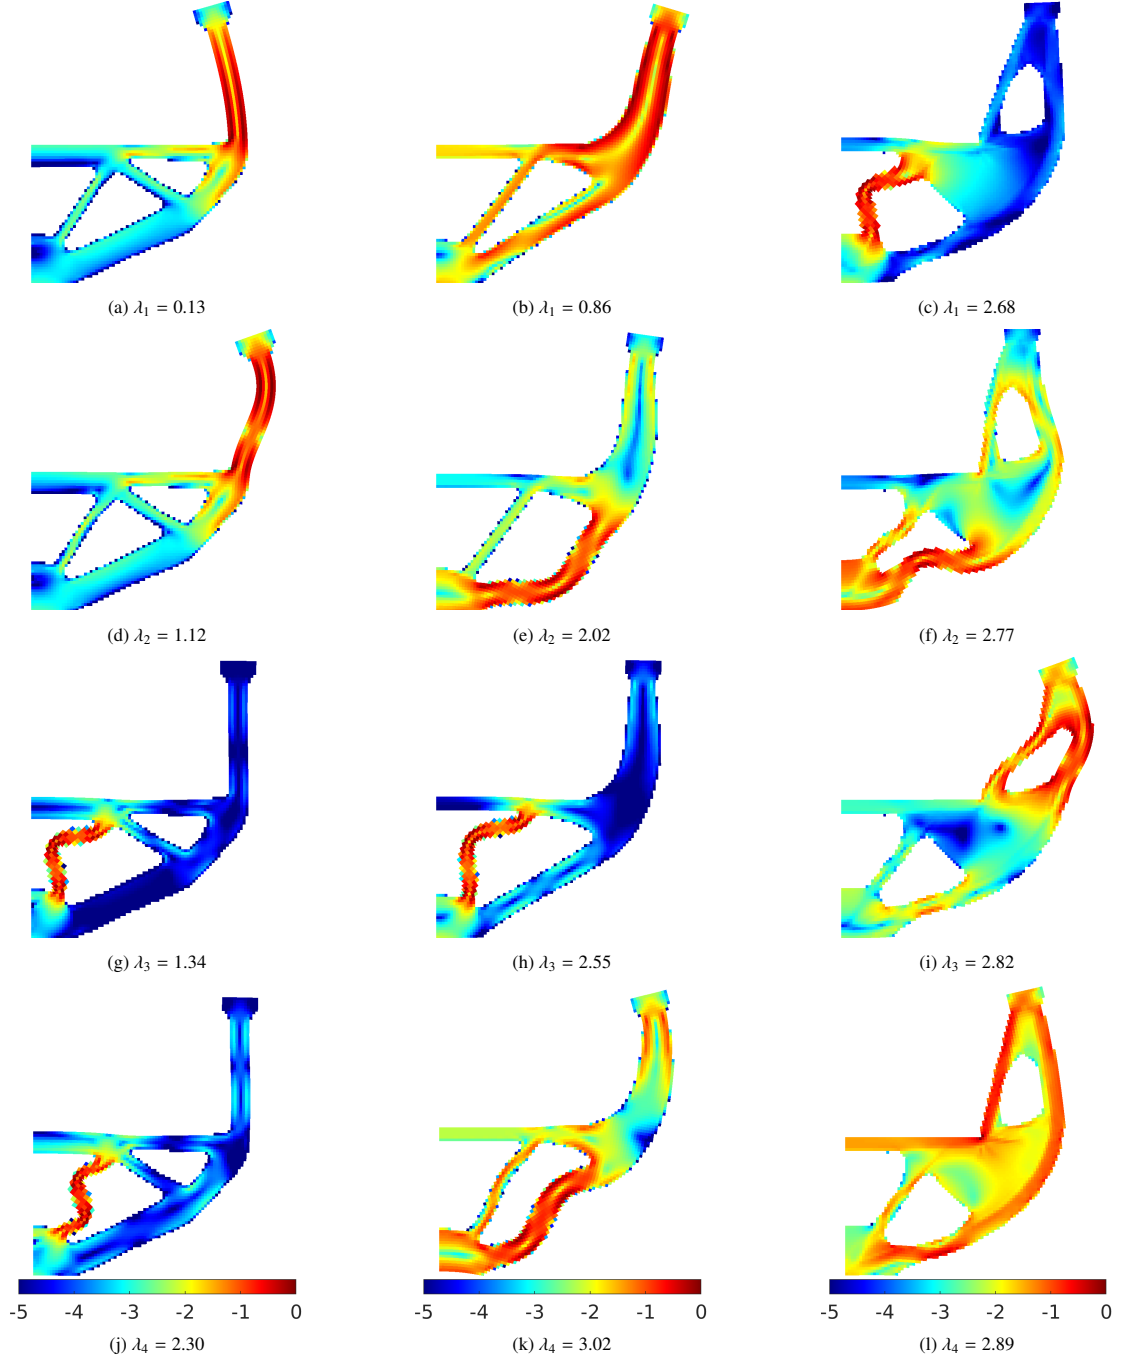 (a) λ₁ = 0.13
(b) λ₁ = 0.86
(c) λ₁ = 2.68
(d) λ₂ = 1.12
(e) λ₂ = 2.02
(f) λ₂ = 2.77
(g) λ₃ = 1.34
(h) λ₃ = 2.55
(i) λ₃ = 2.82
-5 -4 -3 -2 -1 0
-5 -4 -3 -2 -1 0
-5 -4 -3 -2 -1 0
(j) λ₄ = 2.30
(k) λ₄ = 3.02
(l) λ₄ = 2.89